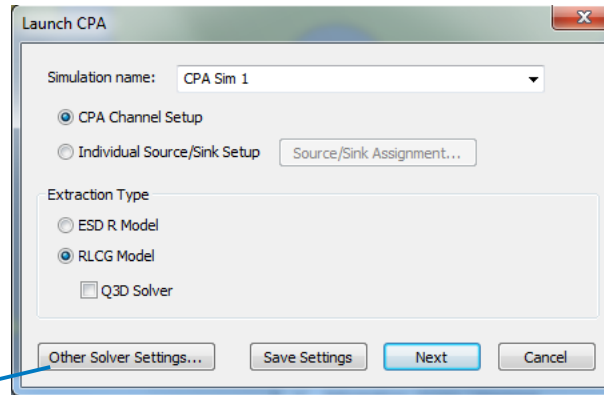 Launch CPA
Simulation name: CPA Sim 1
CPA Channel Setup
Individual Source/Sink Setup Source/Sink Assignment...
Extraction Type
ESD R Model
RLCG Model
Q3D Solver
Other Solver Settings... Save Settings Next Cancel